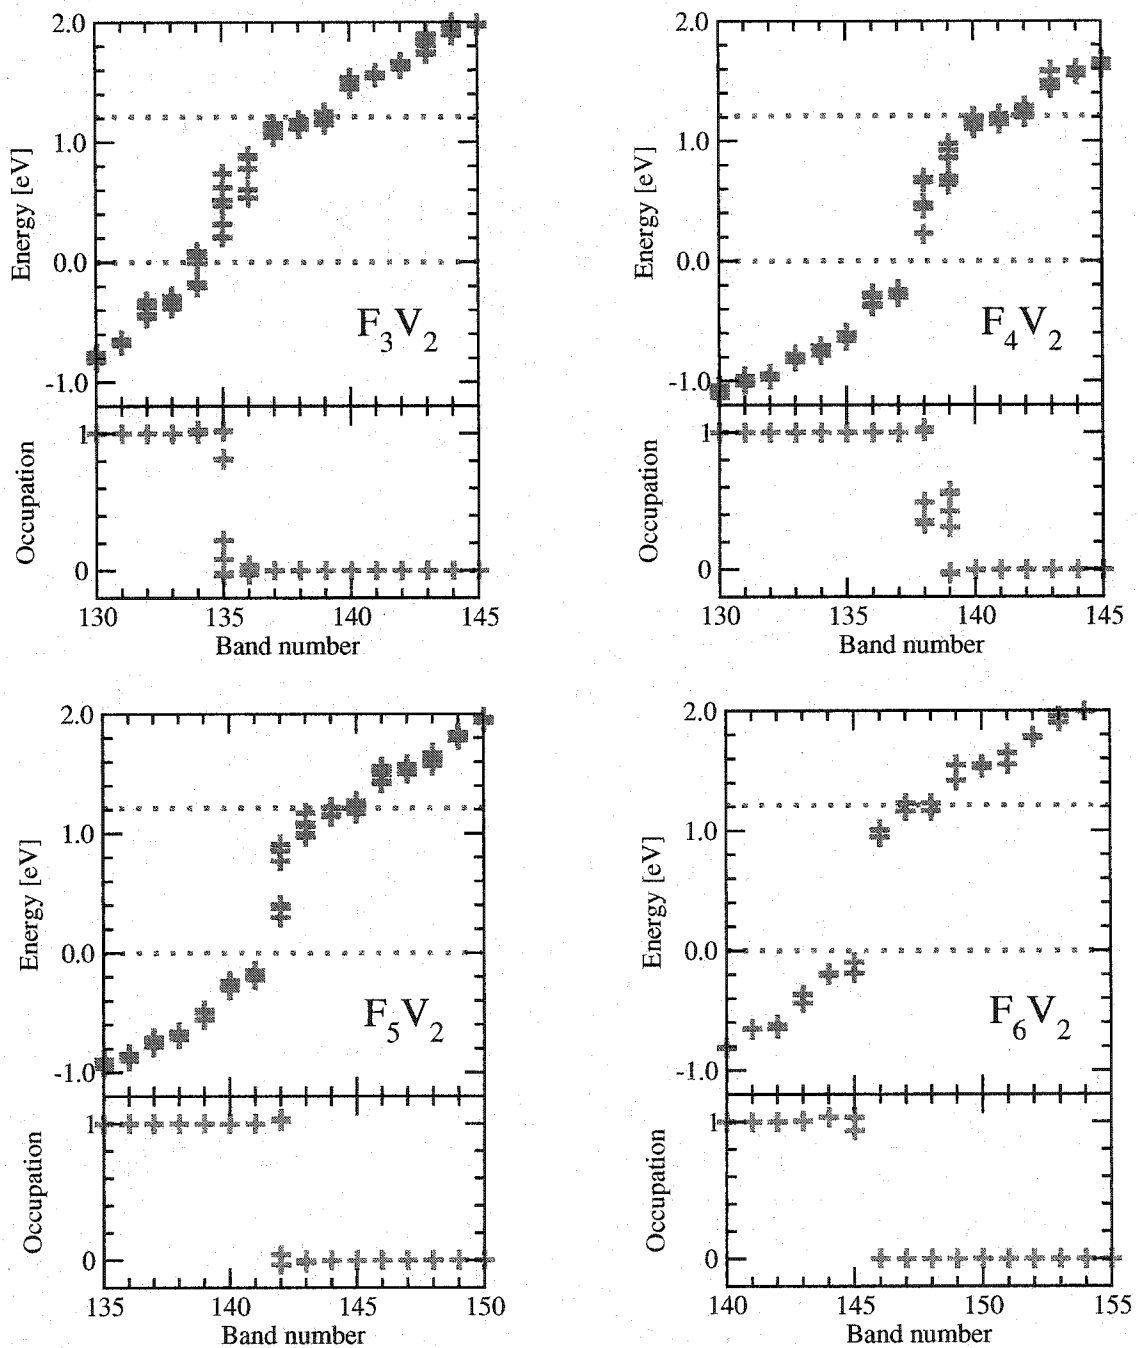 2.0
1.0
0.0
-1.0
Energy [eV]
F3V2
1
0
Occupation
130 135 140 145
Band number
2.0
1.0
0.0
-1.0
Energy [eV]
F4V2
1
0
Occupation
130 135 140 145
Band number
2.0
1.0
0.0
-1.0
Energy [eV]
F5V2
1
0
Occupation
135 140 145 150
Band number
2.0
1.0
0.0
-1.0
Energy [eV]
F6V2
1
0
Occupation
140 145 150 155
Band number